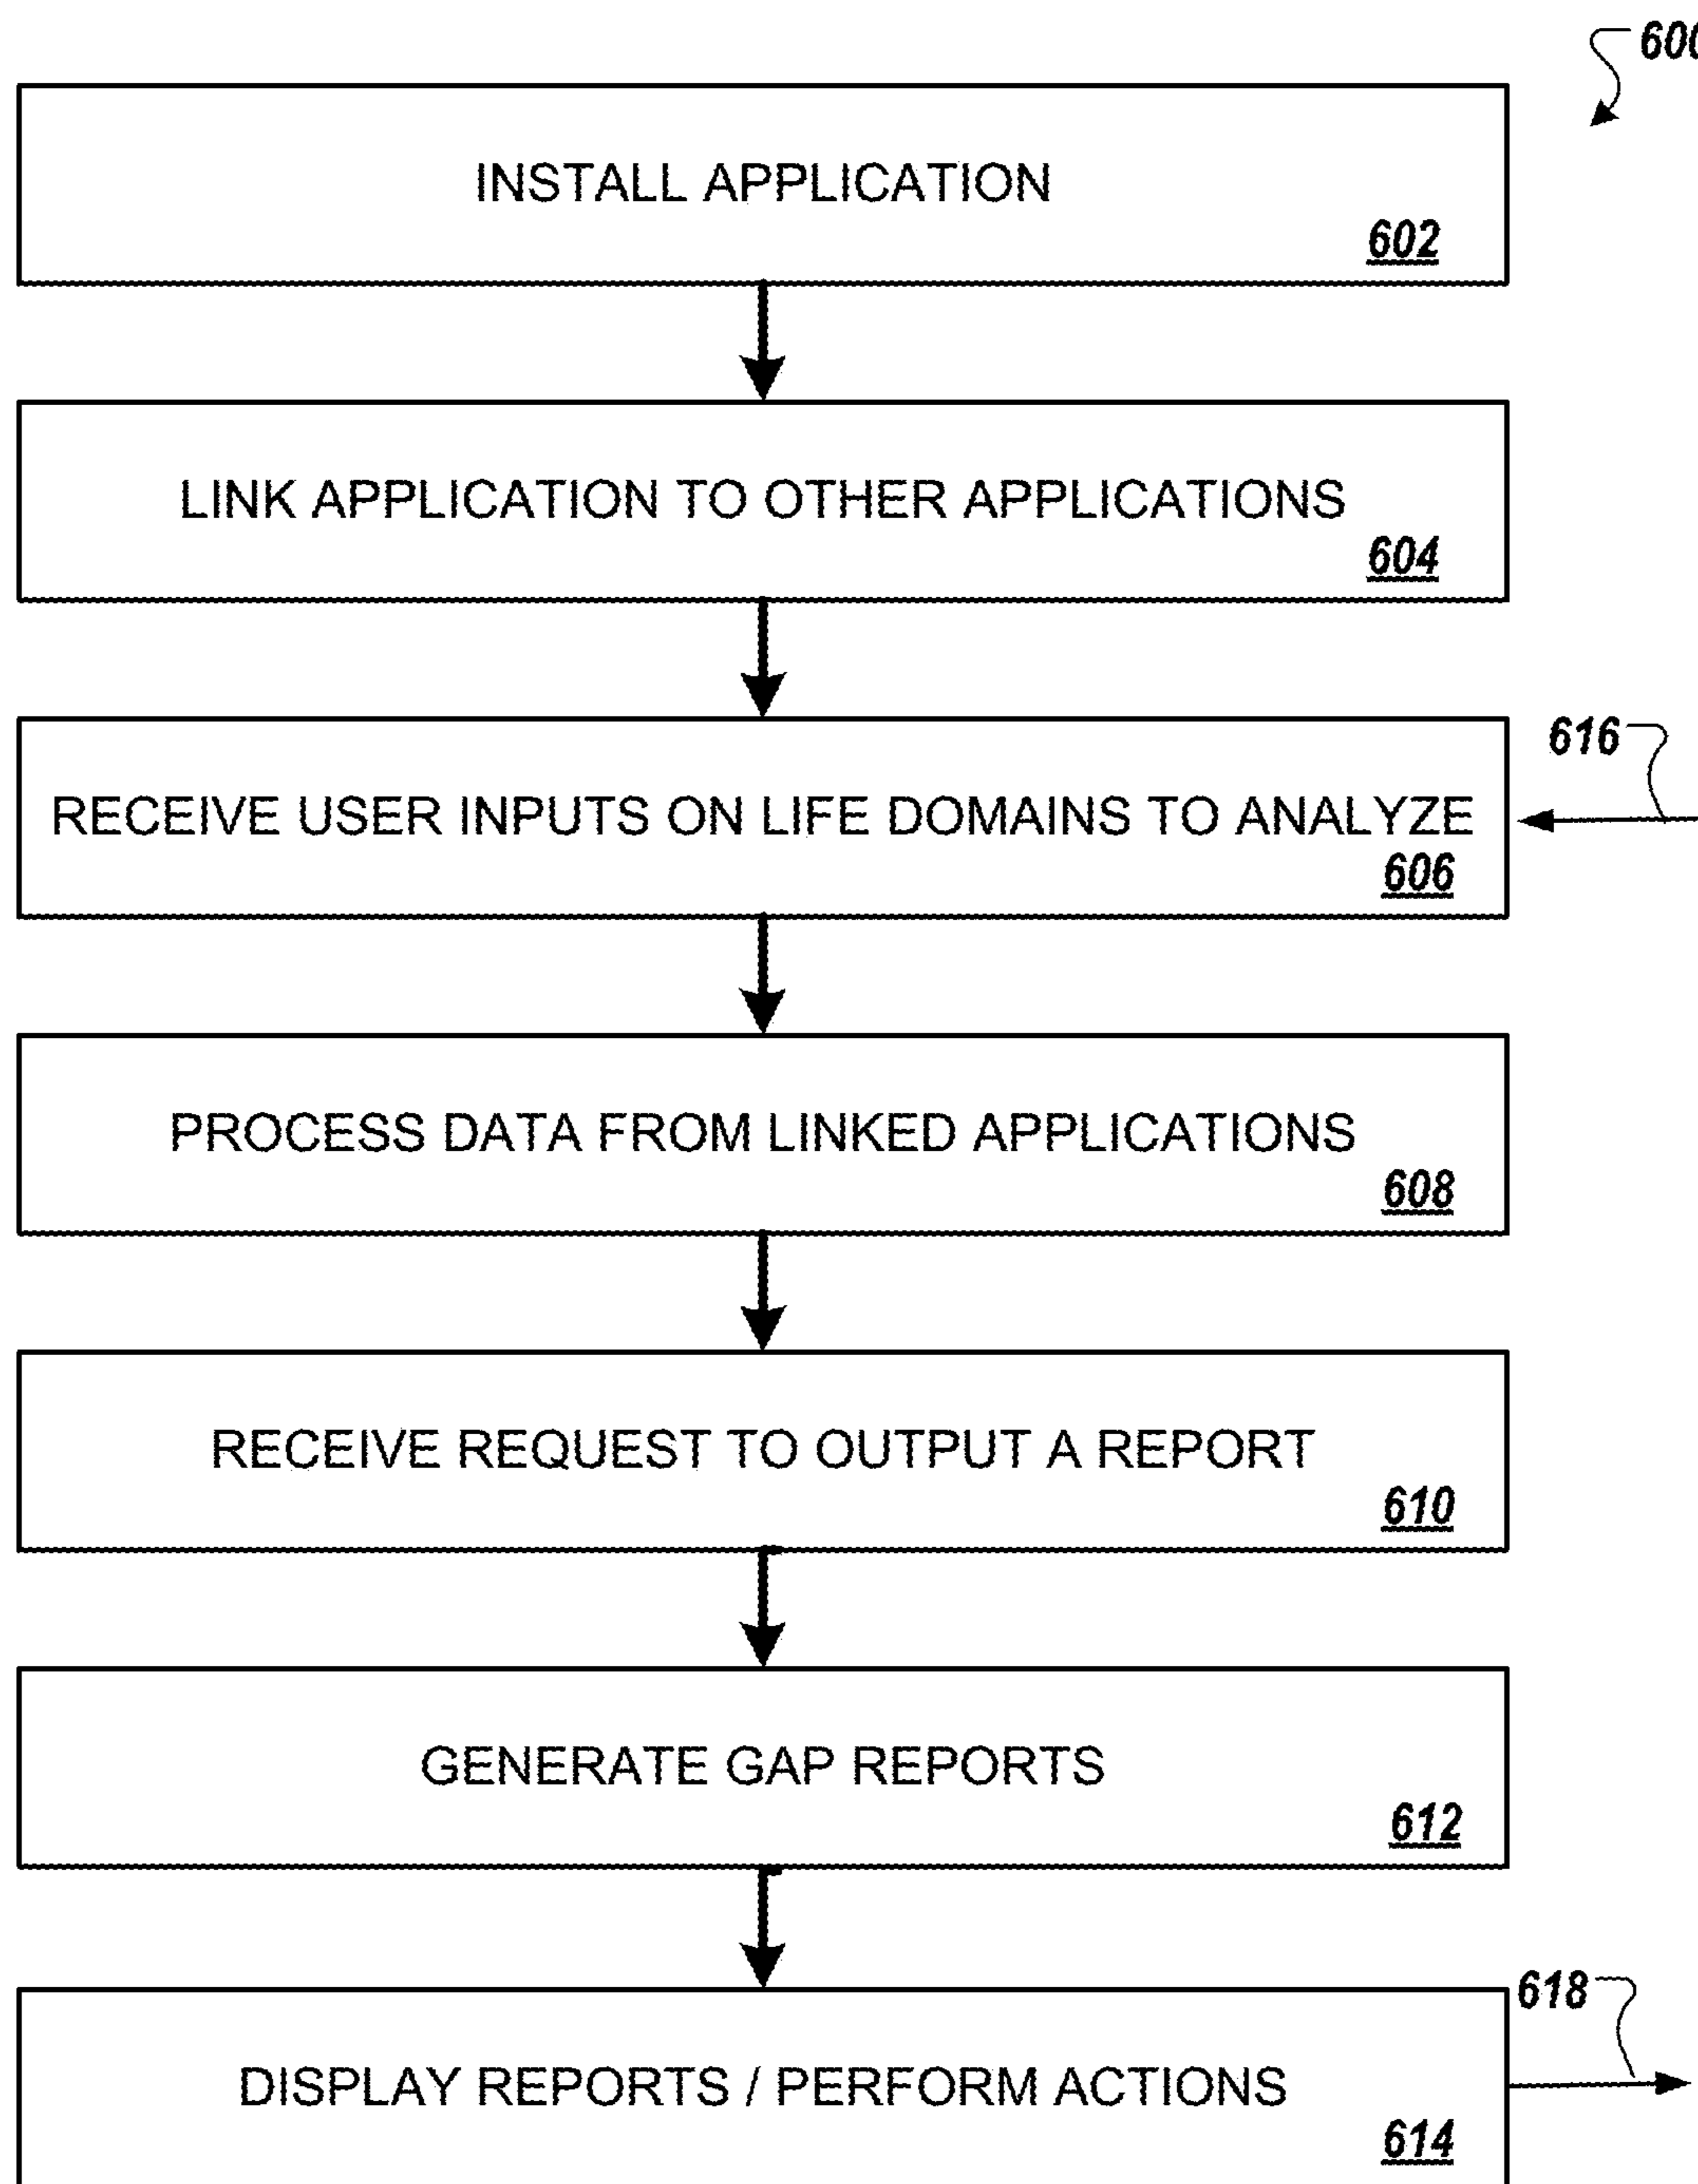 600
INSTALL APPLICATION
602
LINK APPLICATION TO OTHER APPLICATIONS
604
616
RECEIVE USER INPUTS ON LIFE DOMAINS TO ANALYZE
606
PROCESS DATA FROM LINKED APPLICATIONS
608
RECEIVE REQUEST TO OUTPUT A REPORT
610
GENERATE GAP REPORTS
612
618
DISPLAY REPORTS / PERFORM ACTIONS
614